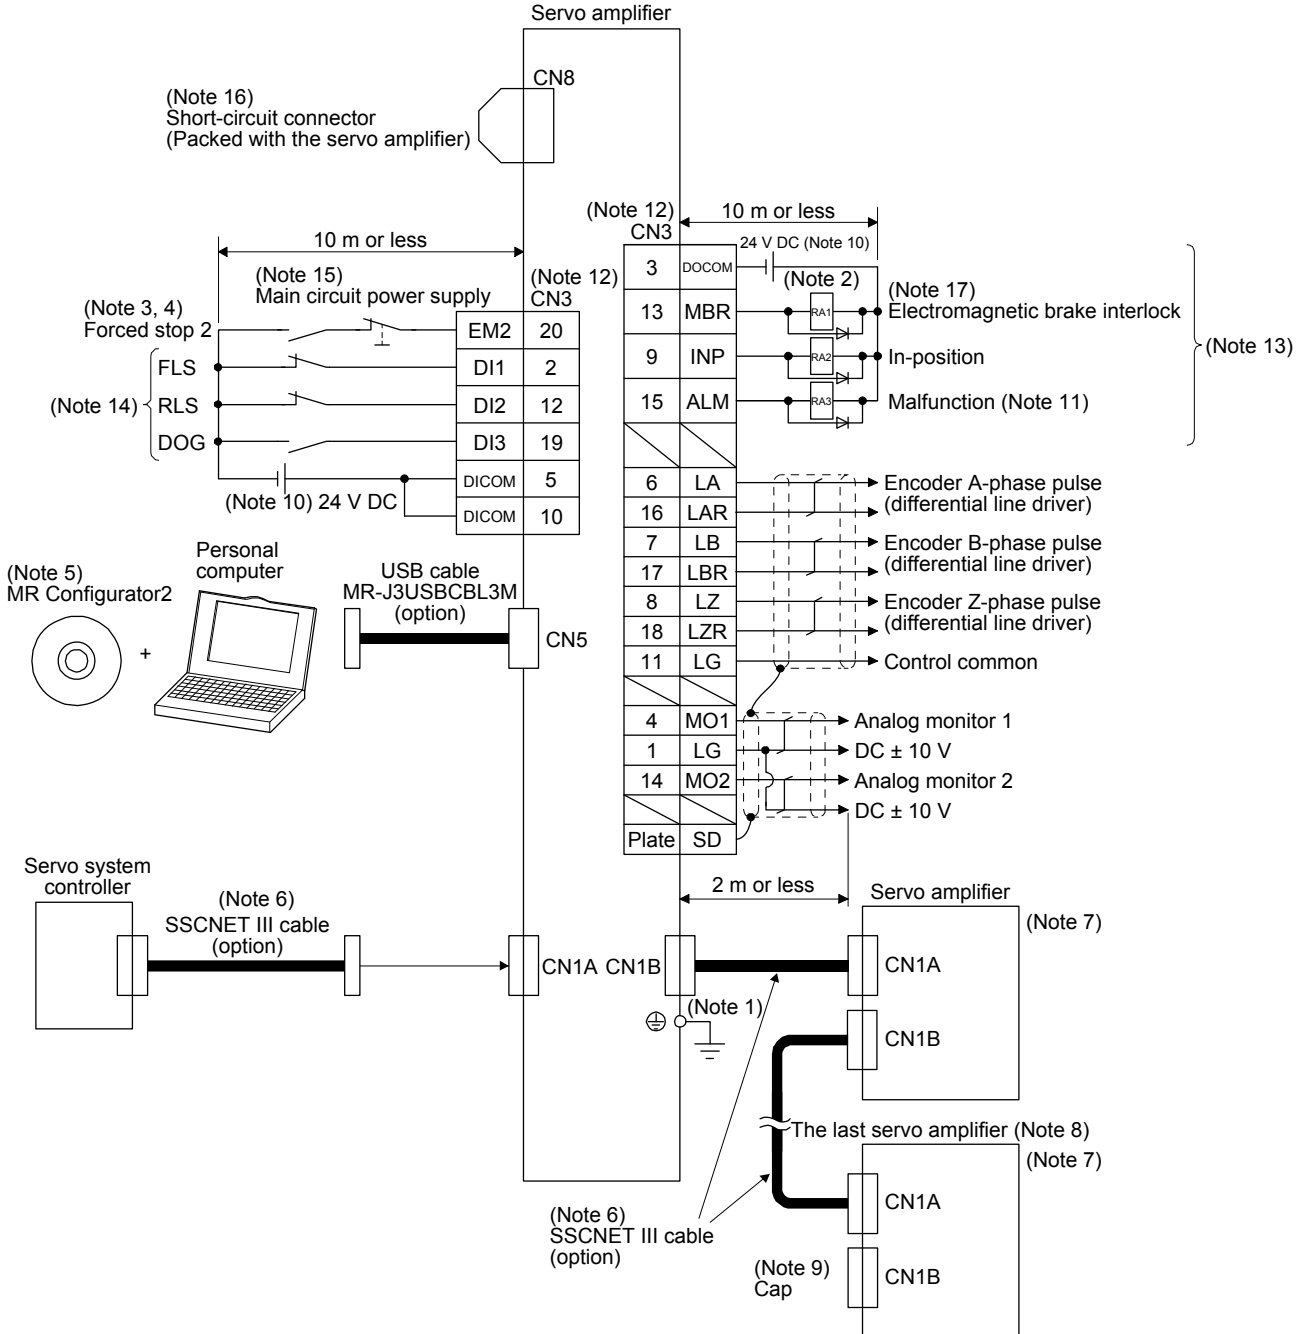 Servo amplifier
CN8
(Note 16)
Short-circuit connector
(Packed with the servo amplifier)
(Note 12)
CN3
10 m or less
24 V DC (Note 10)
3 DOCOM
(Note 2)
13 MBR
RA1
(Note 17)
Electromagnetic brake interlock
9 INP
RA2
In-position
15 ALM
RA3
Malfunction (Note 11)
(Note 13)
10 m or less
(Note 15)
Main circuit power supply
(Note 12)
CN3
(Note 3, 4)
Forced stop 2
EM2 20
FLS
DI1 2
(Note 14)
RLS
DI2 12
DOG
DI3 19
DICOM 5
(Note 10) 24 V DC
DICOM 10
6 LA
Encoder A-phase pulse
(differential line driver)
16 LAR
7 LB
Encoder B-phase pulse
(differential line driver)
17 LBR
8 LZ
Encoder Z-phase pulse
(differential line driver)
18 LZR
11 LG
Control common
4 MO1
Analog monitor 1
1 LG
DC ± 10 V
14 MO2
Analog monitor 2
DC ± 10 V
Plate SD
(Note 5)
MR Configurator2
+
Personal
computer
USB cable
MR-J3USBCBL3M
(option)
CN5
2 m or less
Servo system
controller
(Note 6)
SSCNET III cable
(option)
CN1A
CN1B
(Note 1)
Servo amplifier
(Note 7)
CN1A
CN1B
The last servo amplifier (Note 8)
(Note 7)
CN1A
CN1B
(Note 6)
SSCNET III cable
(option)
(Note 9)
Cap